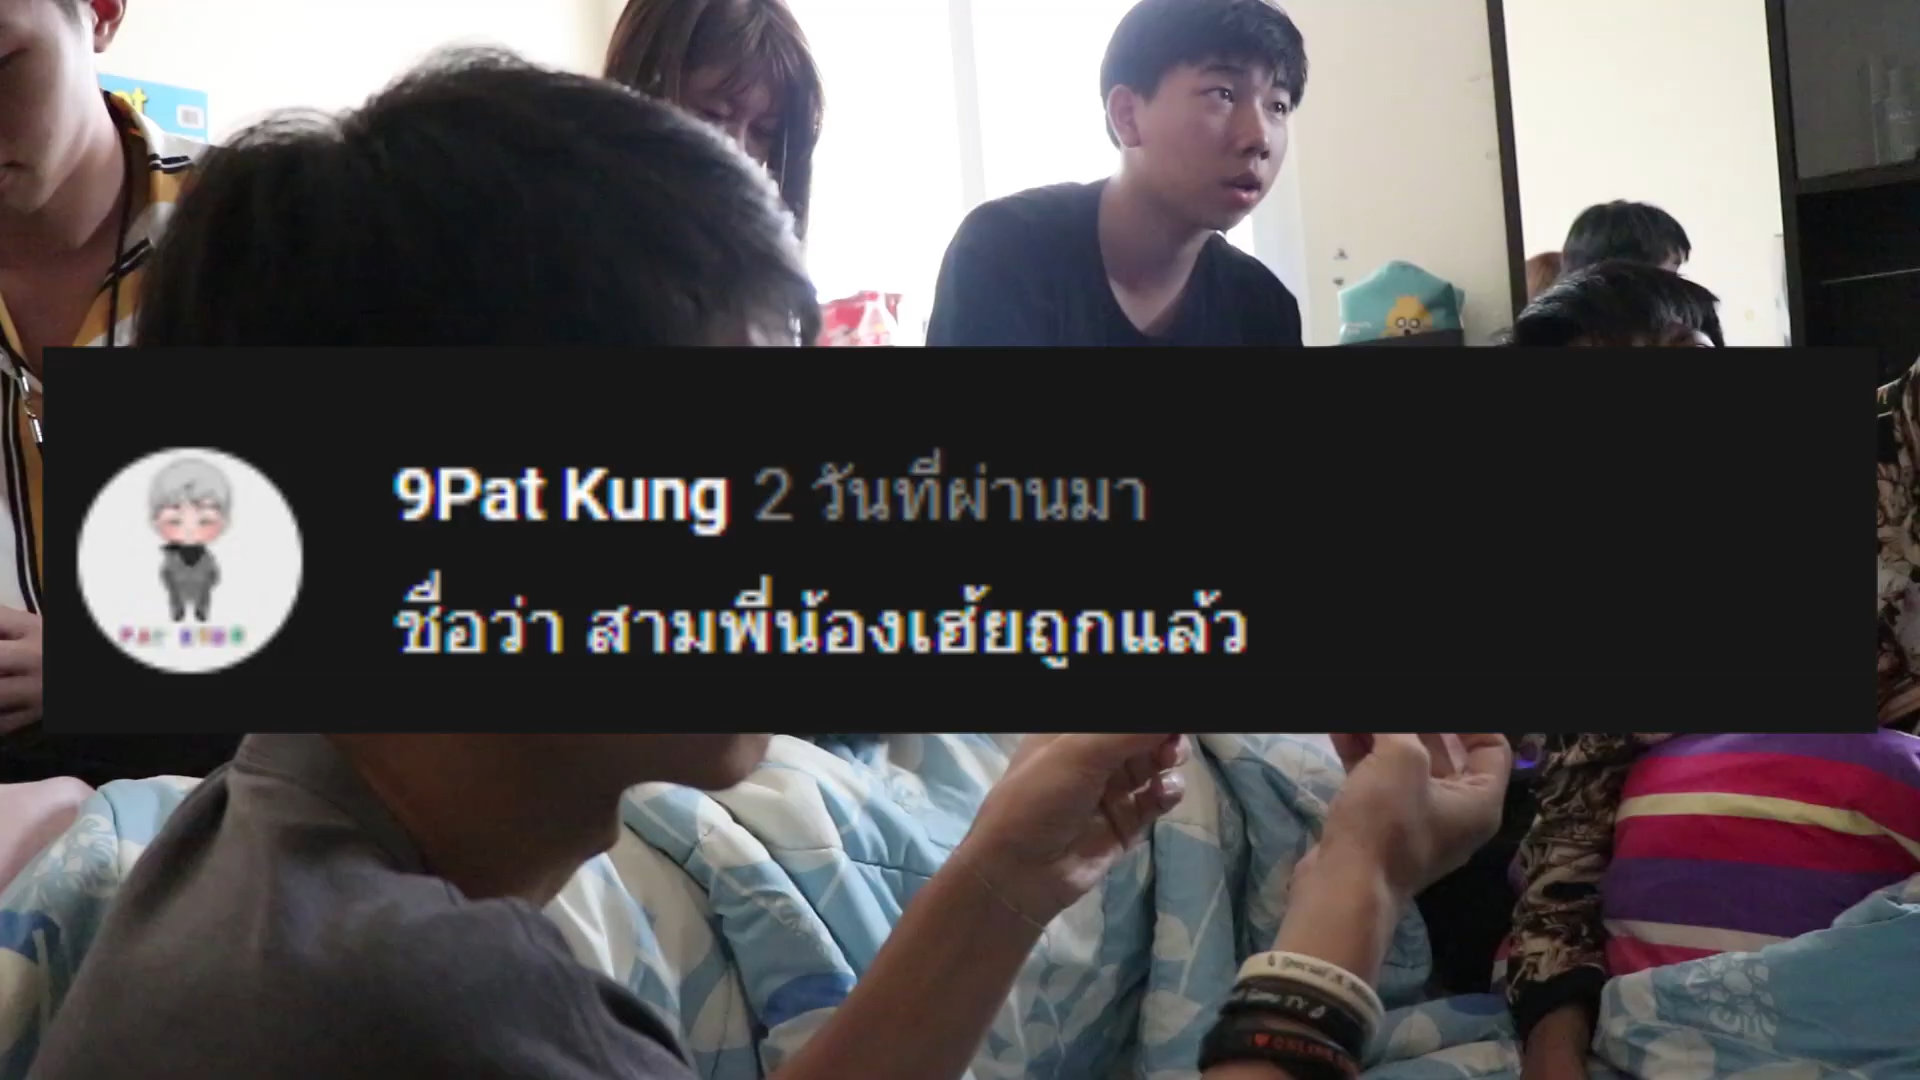 9Pat Kung 2 วันที่ผ่านมา
ชื่อว่า สามพี่น้องเฮ้ยถูกแล้ว